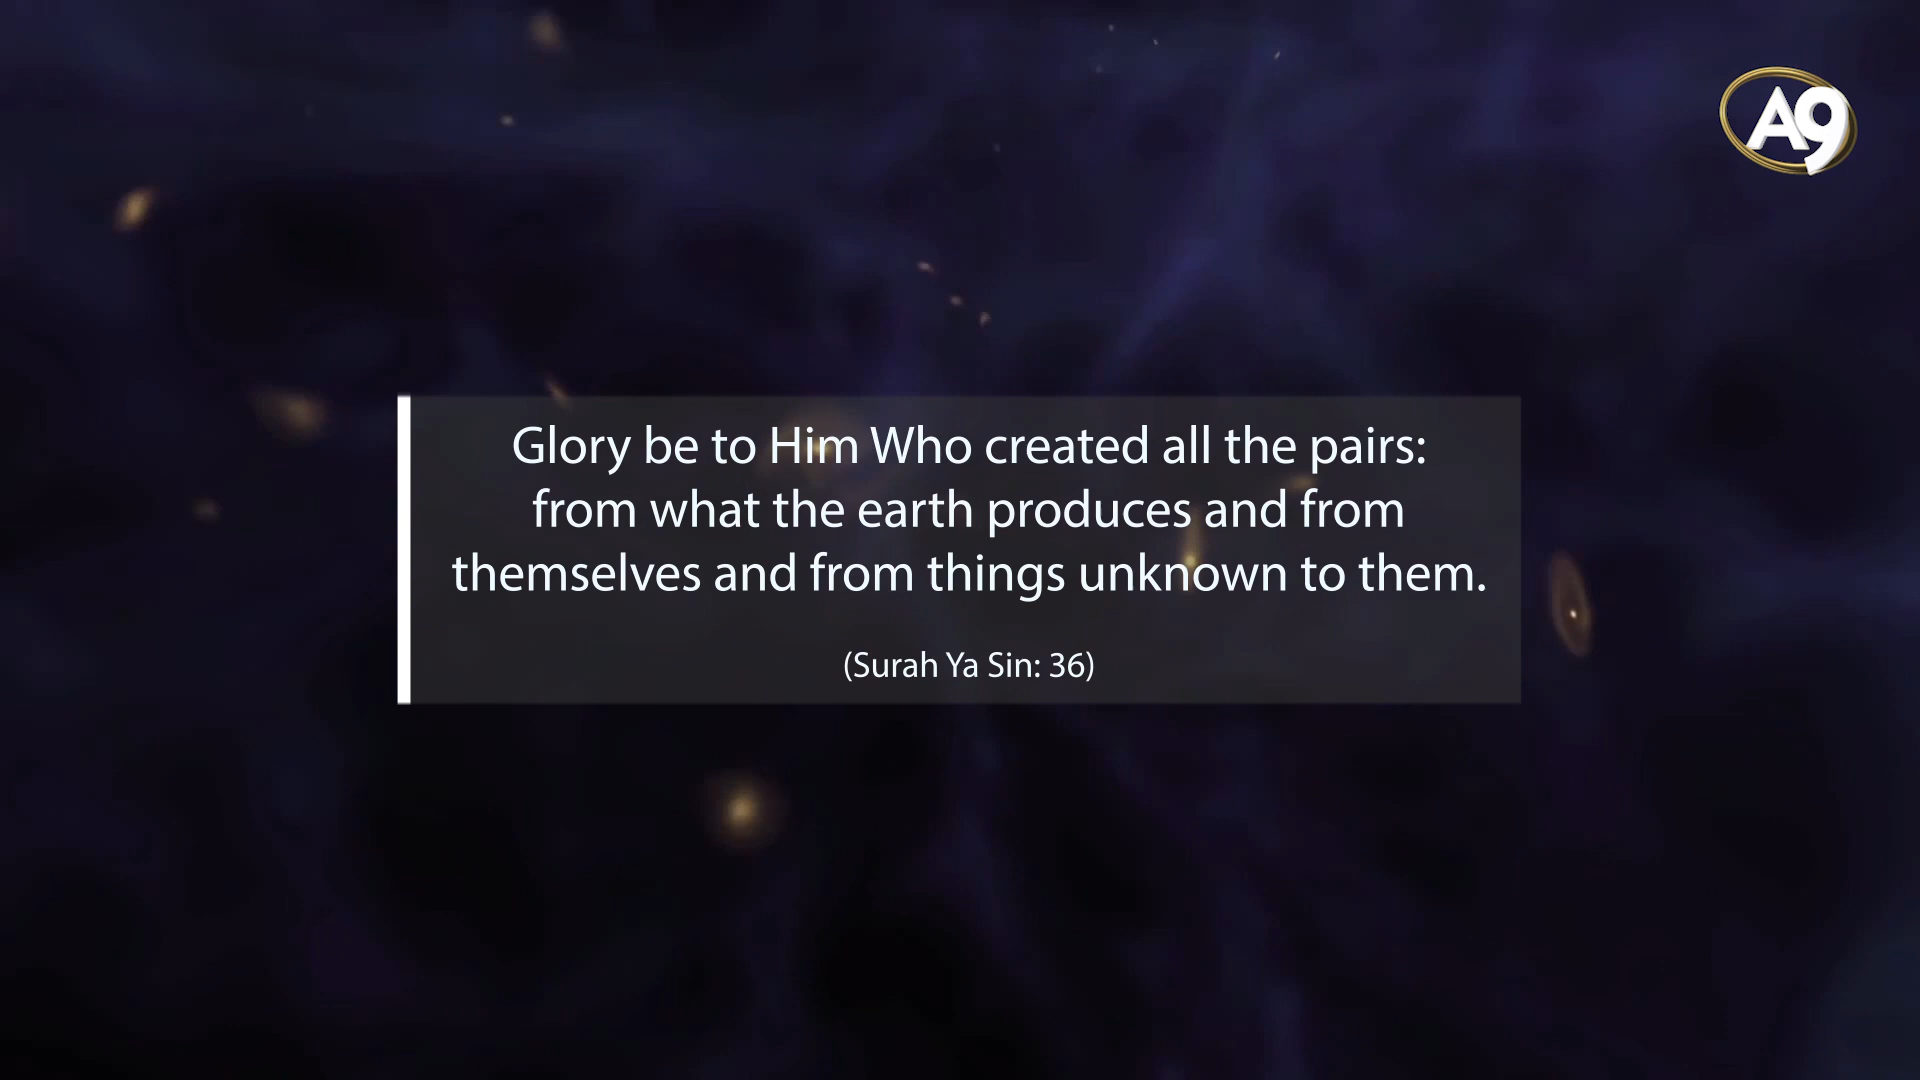 A9
Glory be to Him Who created all the pairs:
from what the earth produces and from
themselves and from things unknown to them.
(Surah Ya Sin: 36)